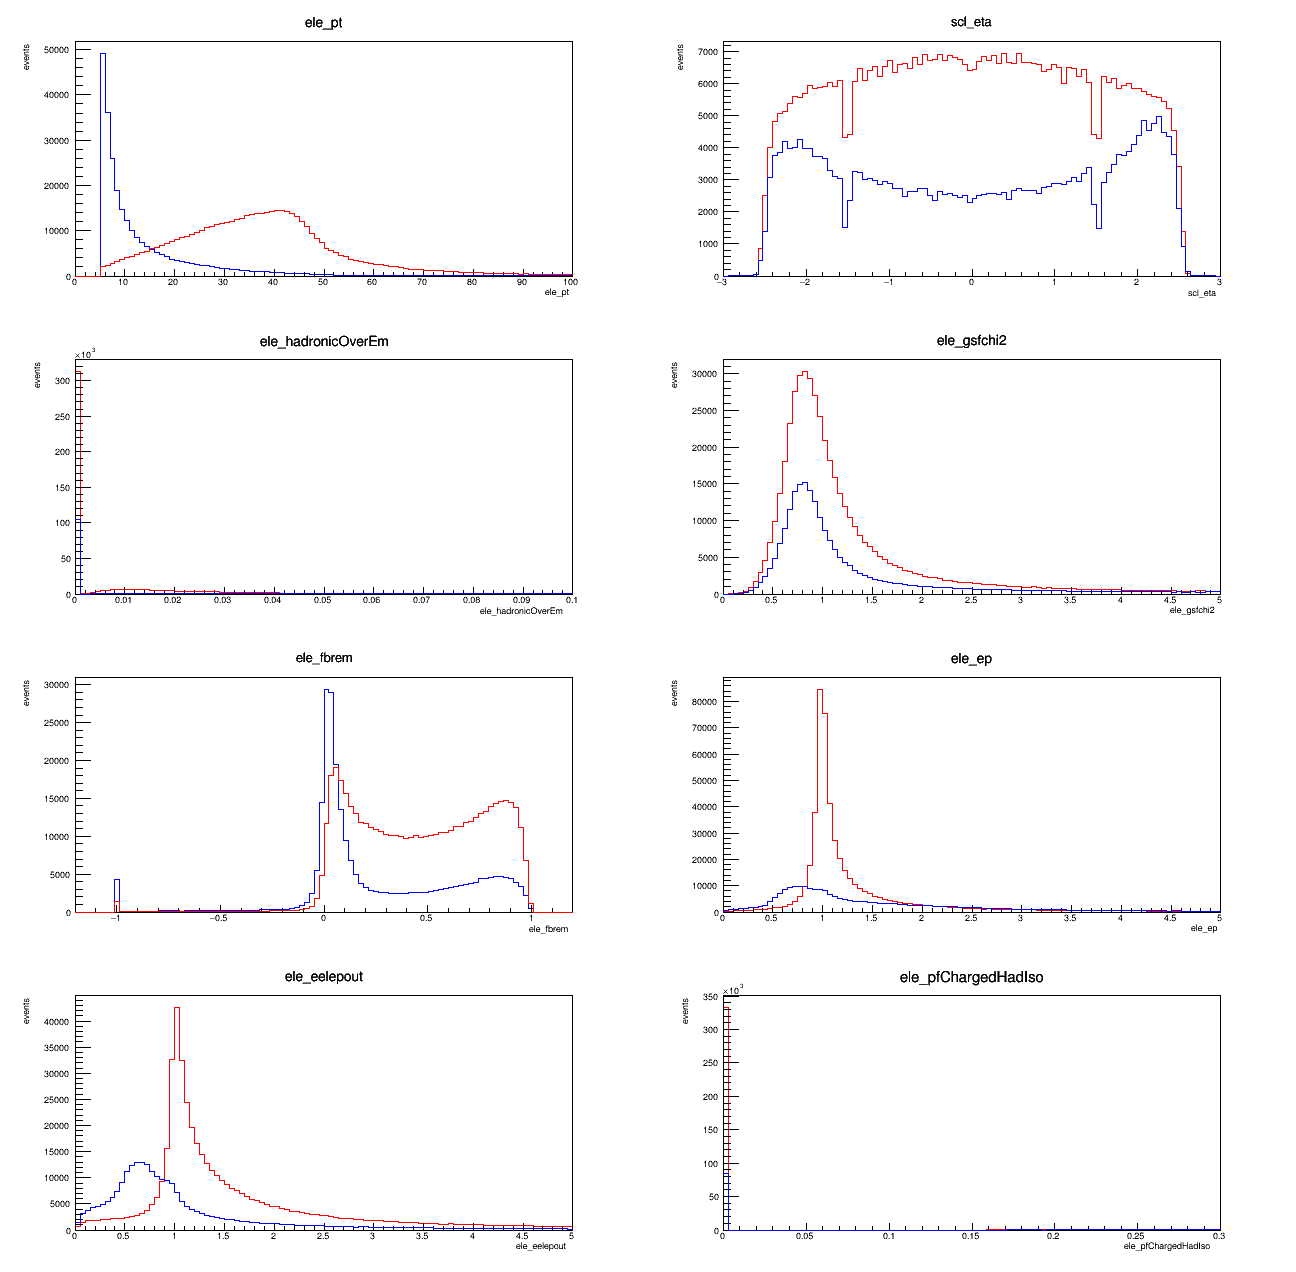 ele_pt
events
50000
40000
30000
20000
10000
0
0 10 20 30 40 50 60 70 80 90 100
ele_pt
scl_eta
events
7000
6000
5000
4000
3000
2000
1000
0
−3 −2 −1 0 1 2 3
scl_eta
ele_hadronicOverEm
×10³
events
300
250
200
150
100
50
0
0 0.01 0.02 0.03 0.04 0.05 0.06 0.07 0.08 0.09 0.1
ele_hadronicOverEm
ele_gsfchi2
events
30000
25000
20000
15000
10000
5000
0
0 0.5 1 1.5 2 2.5 3 3.5 4 4.5 5
ele_gsfchi2
ele_fbrem
events
30000
25000
20000
15000
10000
5000
0
−1 −0.5 0 0.5 1
ele_fbrem
ele_ep
events
80000
70000
60000
50000
40000
30000
20000
10000
0
0 0.5 1 1.5 2 2.5 3 3.5 4 4.5 5
ele_ep
ele_eelepout
events
40000
35000
30000
25000
20000
15000
10000
5000
0
0 0.5 1 1.5 2 2.5 3 3.5 4 4.5 5
ele_eelepout
ele_pfChargedHadIso
×10³
events
350
300
250
200
150
100
50
0
0 0.05 0.1 0.15 0.2 0.25 0.3
ele_pfChargedHadIso